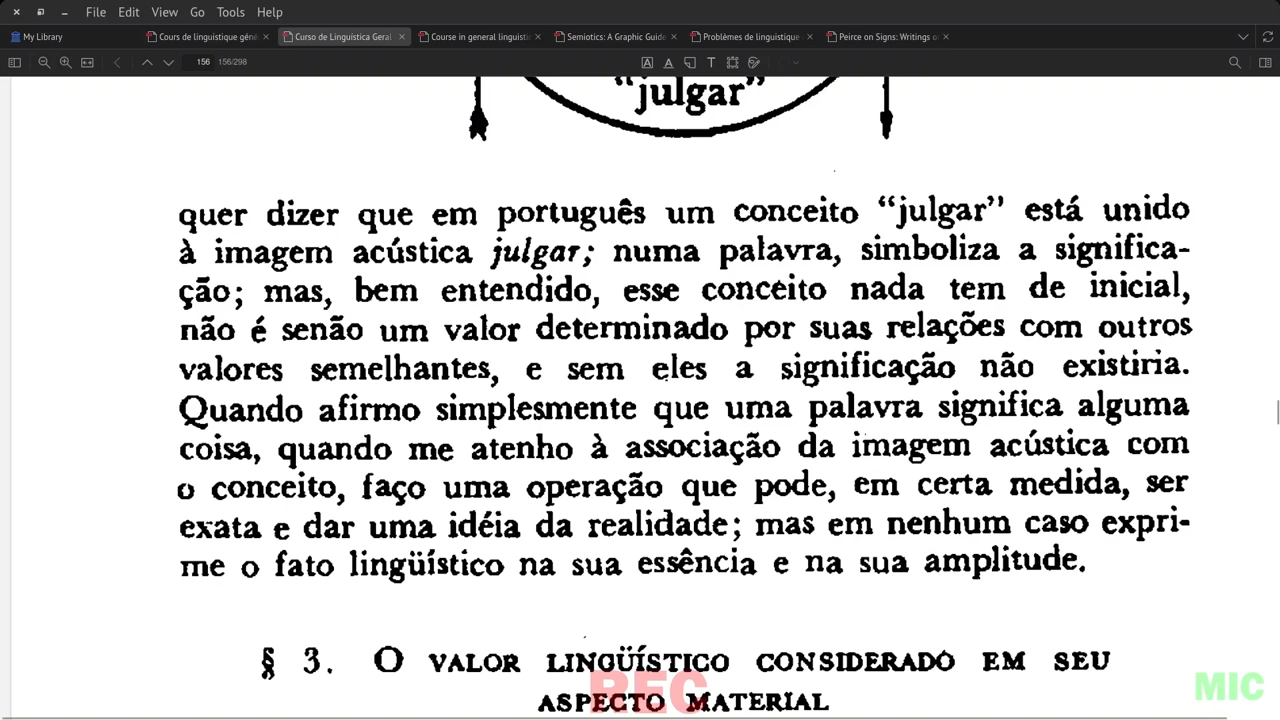 File Edit View Go Tools Help
My Library Cours de linguistique géné Curso de Linguística Geral Course in general linguisti Semiotics: A Graphic Guide Problèmes de linguistique Peirce on Signs: Writings o
156 156/298
"julgar"
quer dizer que em português um conceito "julgar" está unido
à imagem acústica julgar; numa palavra, simboliza a significa-
ção; mas, bem entendido, esse conceito nada tem de inicial,
não é senão um valor determinado por suas relações com outros
valores semelhantes, e sem eles a significação não existiria.
Quando afirmo simplesmente que uma palavra significa alguma
coisa, quando me atenho à associação da imagem acústica com
o conceito, faço uma operação que pode, em certa medida, ser
exata e dar uma idéia da realidade; mas em nenhum caso expri-
me o fato lingüístico na sua essência e na sua amplitude.
§ 3. O VALOR LINGÜÍSTICO CONSIDERADO EM SEU
ASPECTO MATERIAL
REC
MIC